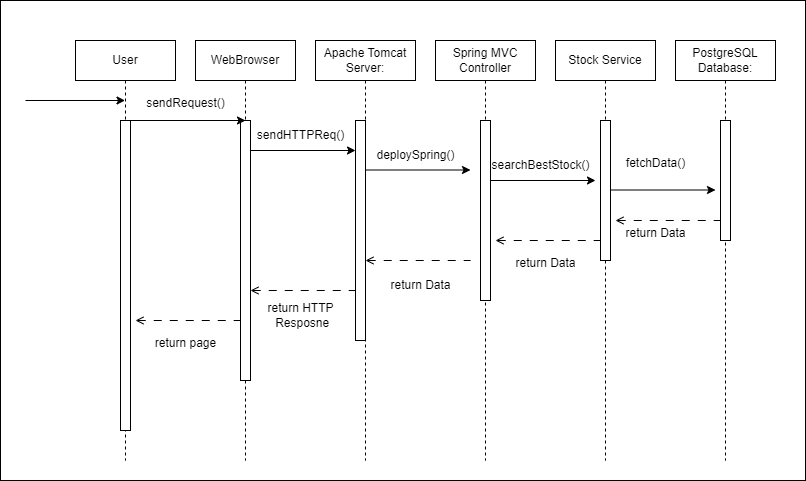 User
WebBrowser
Apache Tomcat
Server:
Spring MVC
Controller
Stock Service
PostgreSQL
Database:
sendRequest()
sendHTTPReq()
deploySpring()
searchBestStock()
fetchData()
return Data
return Data
return Data
return HTTP
Resposne
return page